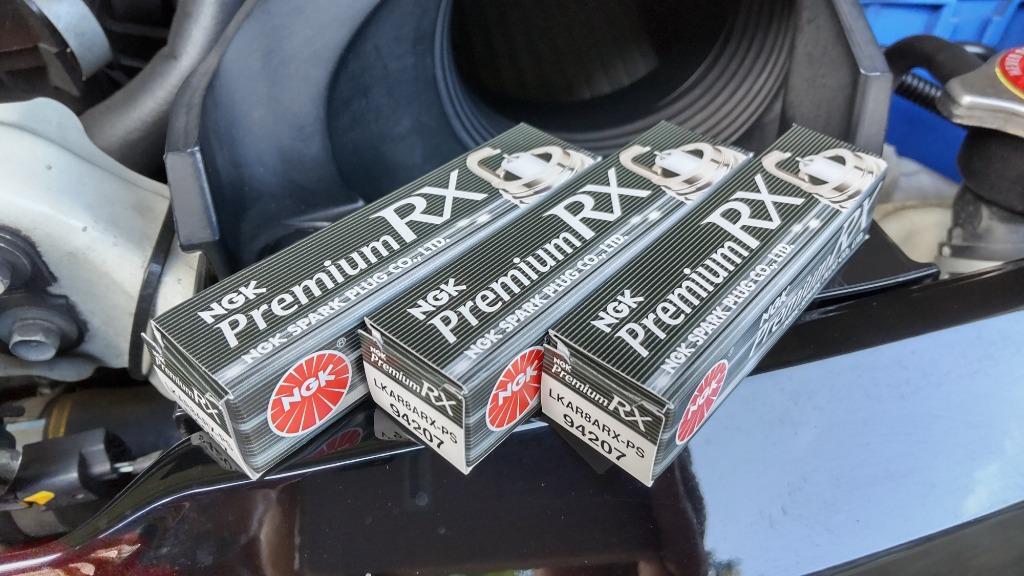 NGK
PremiumRX
NGK SPARK PLUG CO., LTD.
NGK
®
NGK
PremiumRX
NGK SPARK PLUG CO., LTD.
NGK
PremiumRX
LKAR8ARX-PS
94207
NGK
PremiumRX
NGK SPARK PLUG CO., LTD.
NGK
PremiumRX
LKAR8ARX-PS
94207